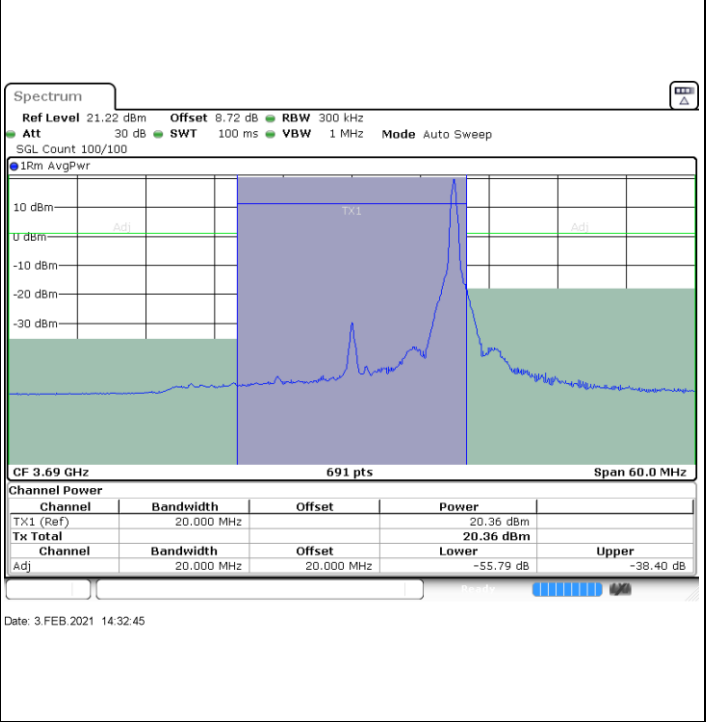 Spectrum
Ref Level 21.22 dBm Offset 8.72 dB RBW 300 kHz
Att 30 dB SWT 100 ms VBW 1 MHz Mode Auto Sweep
SGL Count 100/100
1Rm AvgPwr
10 dBm
TX1
Adj
Adj
0 dBm
-10 dBm
-20 dBm
-30 dBm
CF 3.69 GHz 691 pts Span 60.0 MHz
Channel Power
Channel Bandwidth Offset Power
TX1 (Ref) 20.000 MHz 20.36 dBm
Tx Total 20.36 dBm
Channel Bandwidth Offset Lower Upper
Adj 20.000 MHz 20.000 MHz -55.79 dB -38.40 dB
Ready
Date: 3.FEB.2021 14:32:45